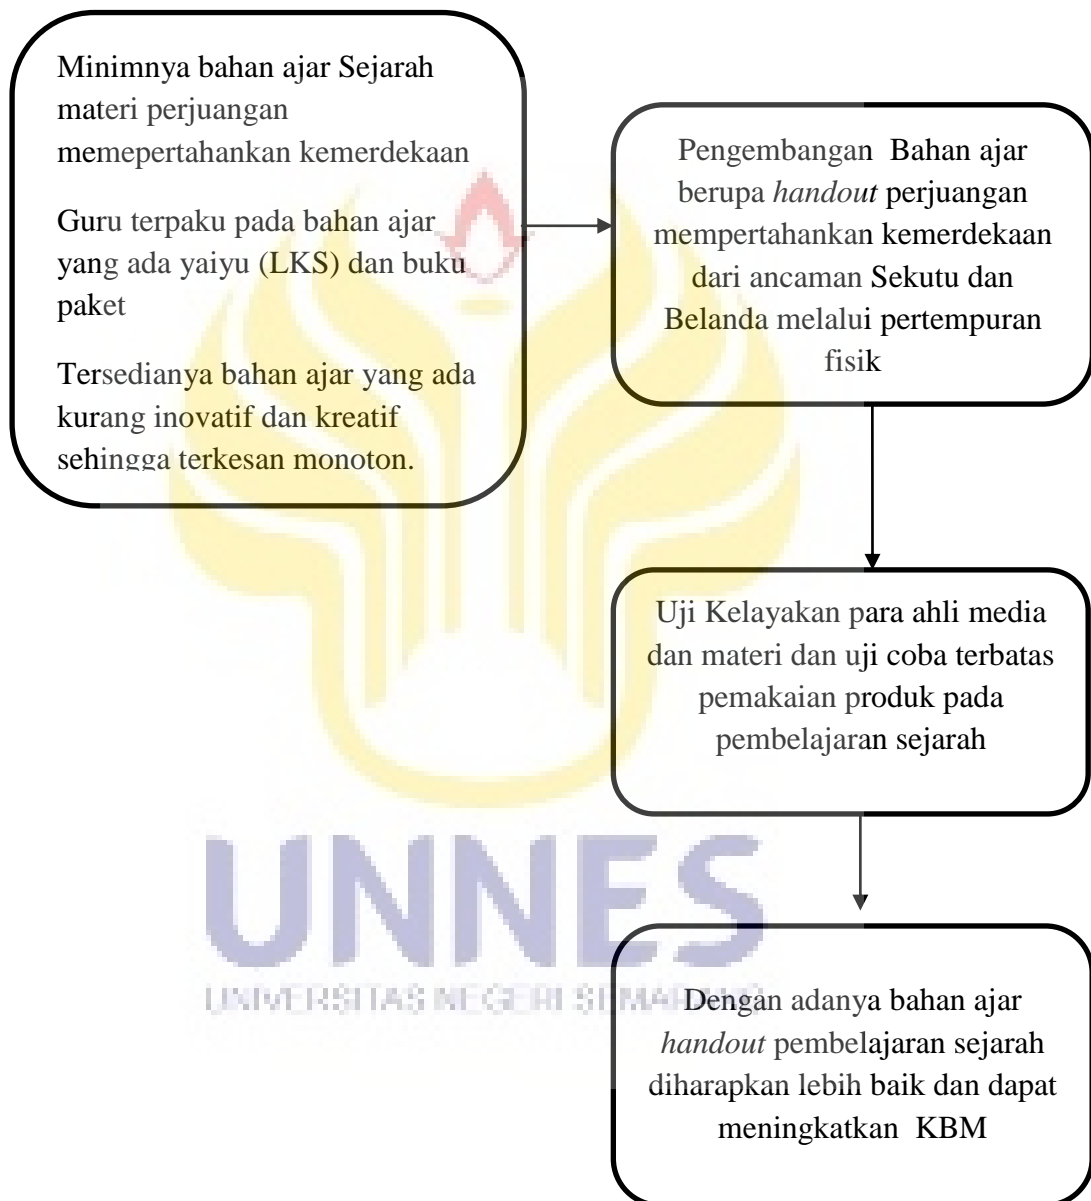 Minimnya bahan ajar Sejarah
materi perjuangan
memepertahankan kemerdekaan
Guru terpaku pada bahan ajar
yang ada yaiyu (LKS) dan buku
paket
Tersedianya bahan ajar yang ada
kurang inovatif dan kreatif
sehingga terkesan monoton.
Pengembangan Bahan ajar
berupa handout perjuangan
mempertahankan kemerdekaan
dari ancaman Sekutu dan
Belanda melalui pertempuran
fisik
Uji Kelayakan para ahli media
dan materi dan uji coba terbatas
pemakaian produk pada
pembelajaran sejarah
UNNES
UNIVERSITAS NEGERI SEMARANG
Dengan adanya bahan ajar
handout pembelajaran sejarah
diharapkan lebih baik dan dapat
meningkatkan KBM